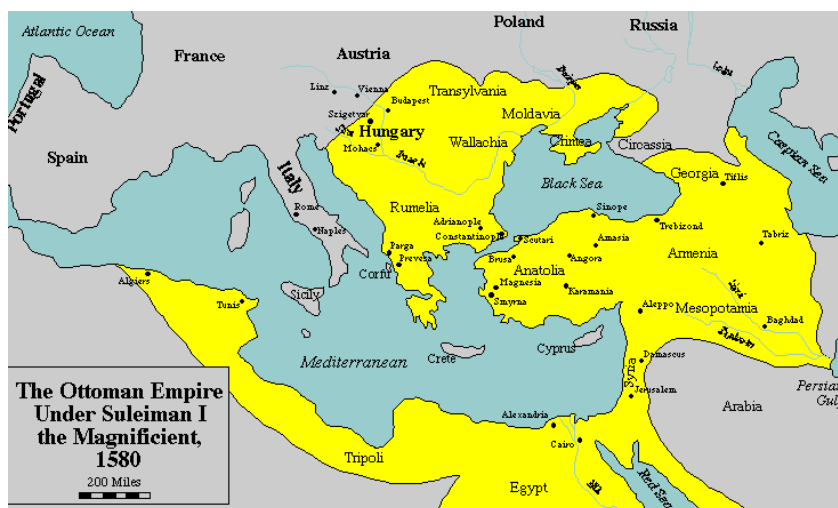 Atlantic Ocean
France
Austria
Poland
Russia
Portugal
Spain
Italy
Linz
Vienna
Budapest
Szigetvar
Hungary
Mohacs
Transylvania
Moldavia
Wallachia
Crimea
Circassia
Caspian Sea
Georgia
Tiflis
Black Sea
Rome
Naples
Rumelia
Adrianople
Constantinople
Scutari
Sinope
Trebizond
Amasia
Angora
Tabriz
Armenia
Parga
Prevesa
Corfu
Brusa
Anatolia
Magnesia
Smyrna
Karamania
Aleppo
Mesopotamia
Baghdad
Algiers
Tunis
Sicily
Mediterranean
Crete
Cyprus
Syria
Damascus
Jerusalem
Persian
Gulf
Arabia
Alexandria
Cairo
Tripoli
Egypt
Red Sea
The Ottoman Empire
Under Suleiman I
the Magnificient,
1580
200 Miles